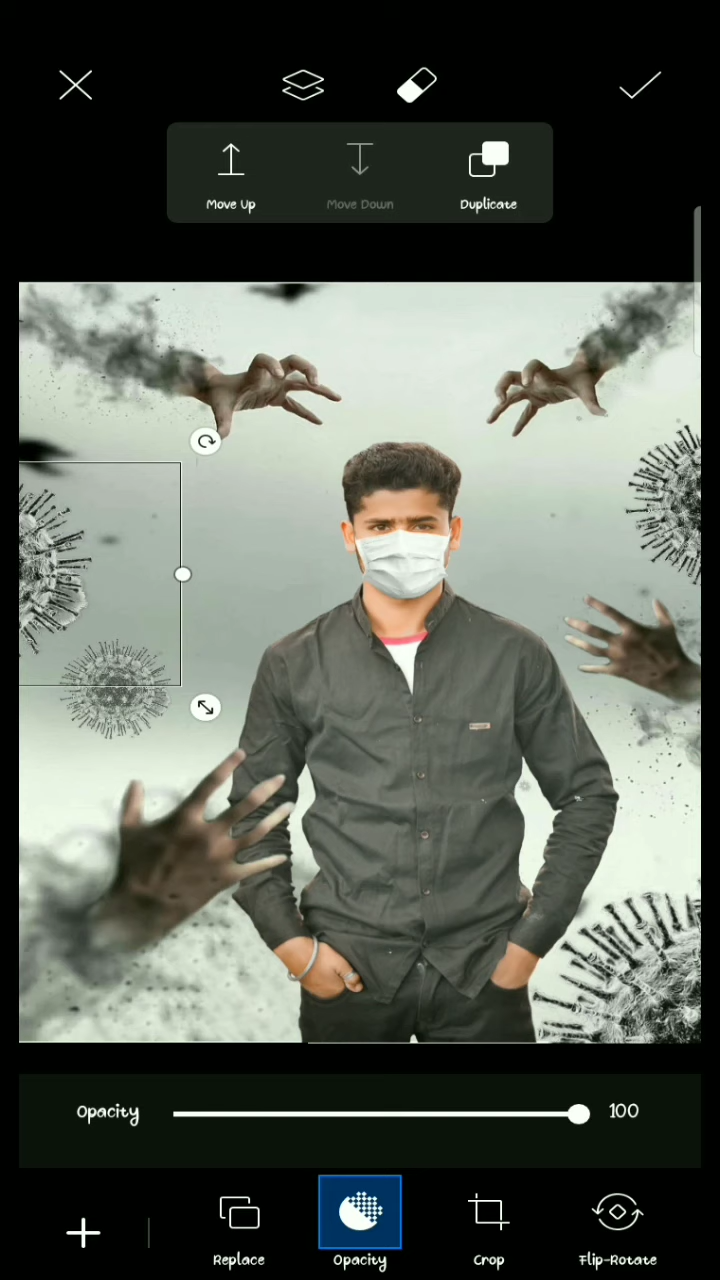 Move Up
Move Down
Duplicate
Opacity
100
Replace
Opacity
Crop
Flip-Rotate